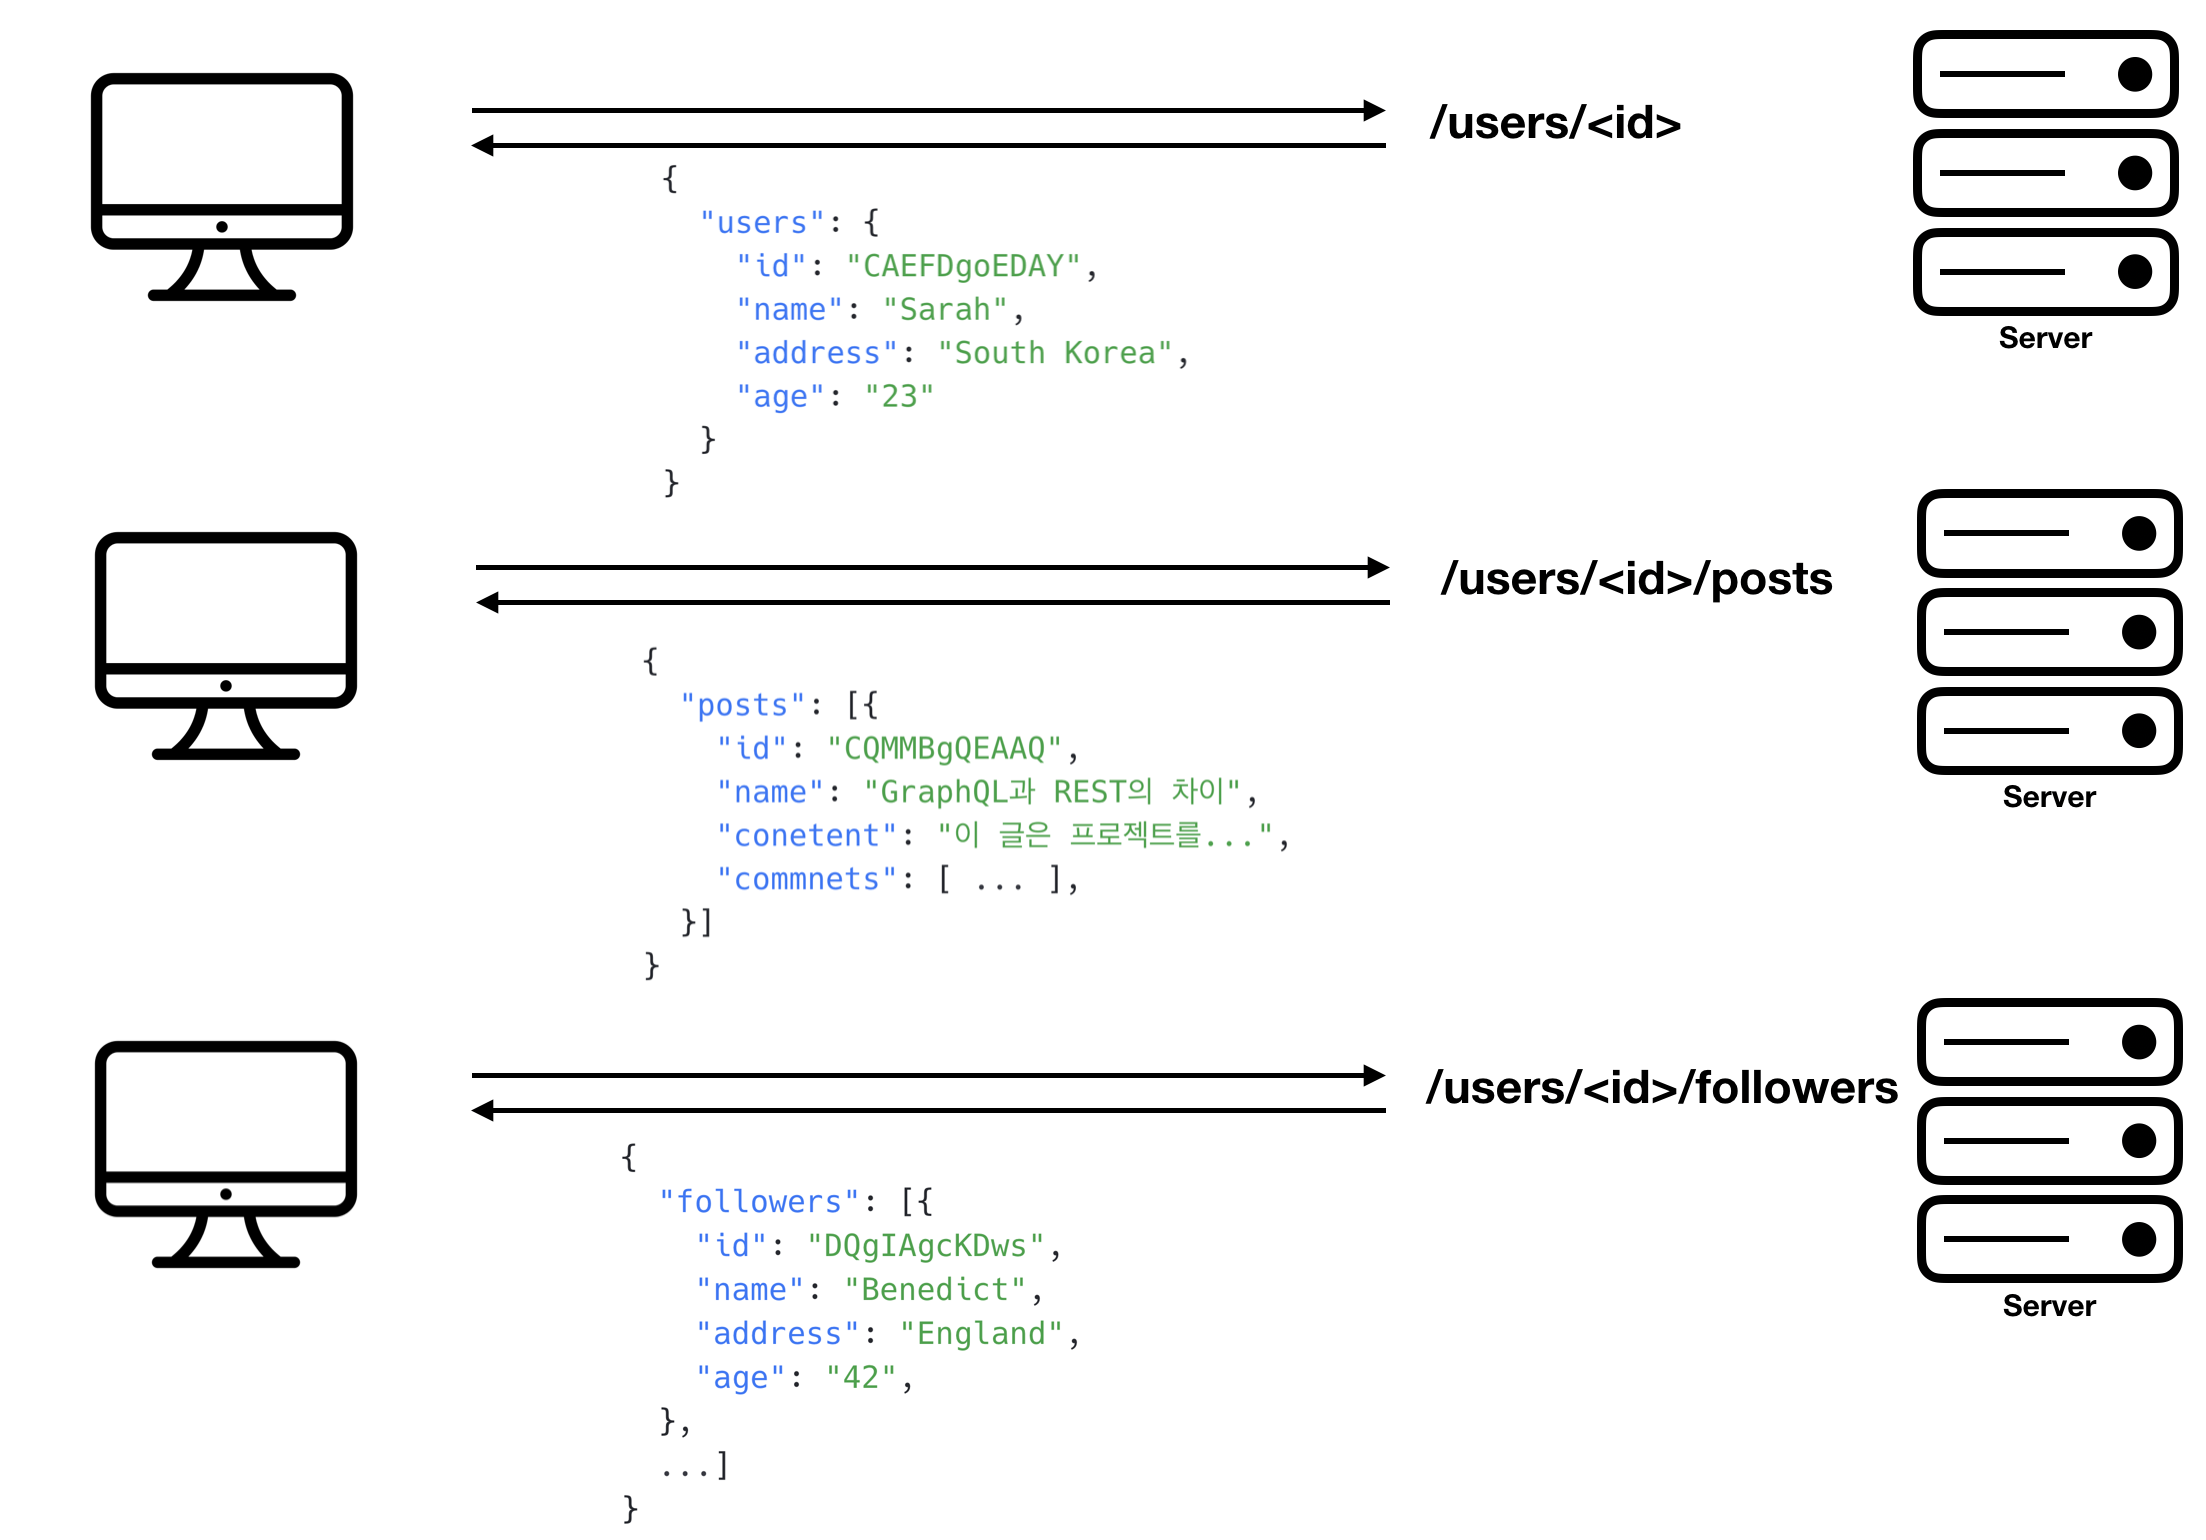 /users/<id>
{
"users": {
"id": "CAEFDgoEDAY",
"name": "Sarah",
"address": "South Korea",
"age": "23"
}
}
Server
/users/<id>/posts
{
"posts": [{
"id": "CQMMBgQEAAQ",
"name": "GraphQL과 REST의 차이",
"conetent": "이 글은 프로젝트를...",
"commnets": [ ... ],
}]
}
Server
/users/<id>/followers
{
"followers": [{
"id": "DQgIAgcKDws",
"name": "Benedict",
"address": "England",
"age": "42",
},
...]
}
Server